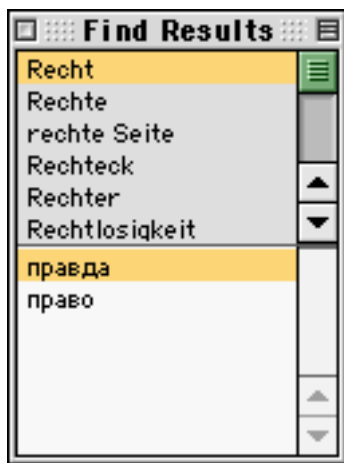 Find Results
Recht
Rechte
rechte Seite
Rechteck
Rechter
Rechtlosigkeit
правда
право